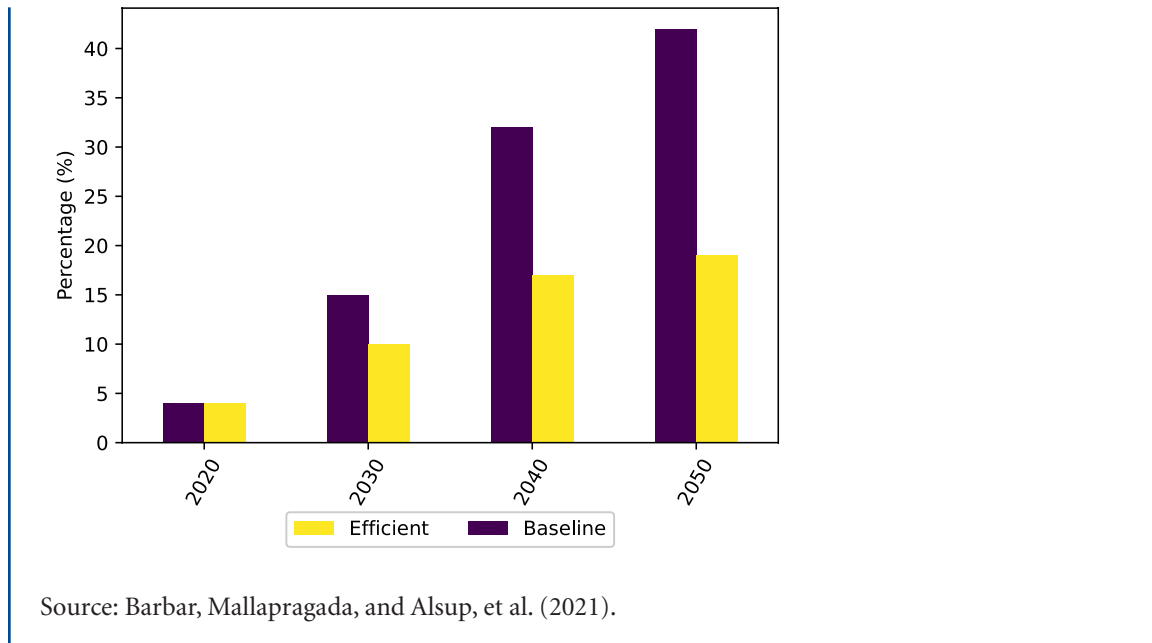 40
35
30
25
20
15
10
5
0
Percentage (%)
2020 2030 2040 2050
Efficient Baseline
Source: Barbar, Mallapragada, and Alsup, et al. (2021).